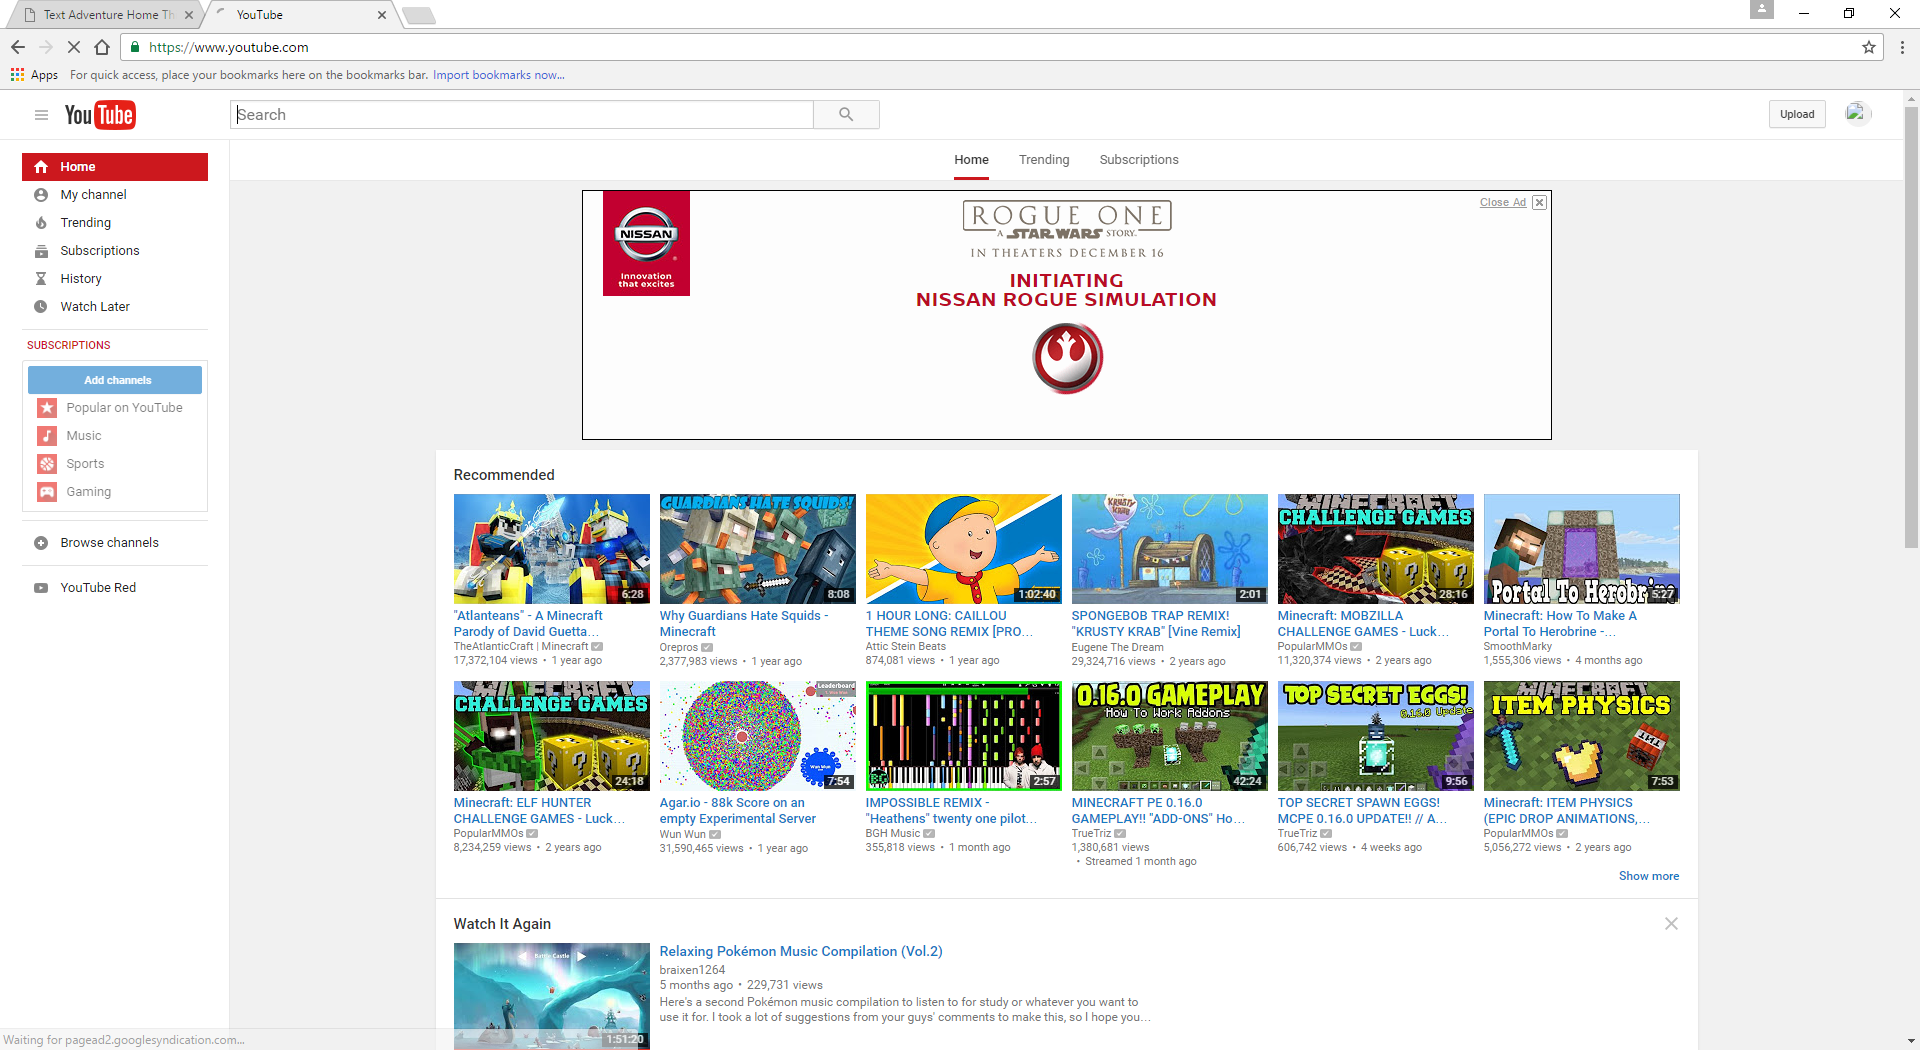 Text Adventure Home Th
YouTube
https://www.youtube.com
Apps For quick access, place your bookmarks here on the bookmarks bar. Import bookmarks now...
YouTube
Search
Upload
Home
My channel
Trending
Subscriptions
History
Watch Later
SUBSCRIPTIONS
Add channels
Popular on YouTube
Music
Sports
Gaming
Browse channels
YouTube Red
Home Trending Subscriptions
NISSAN
Innovation
that excites
Close Ad
ROGUE ONE
A STAR WARS STORY
IN THEATERS DECEMBER 16
INITIATING
NISSAN ROGUE SIMULATION
Recommended
6:28
"Atlanteans" - A Minecraft
Parody of David Guetta...
TheAtlanticCraft | Minecraft
17,372,104 views • 1 year ago
GUARDIANS HATE SQUIDS!
8:08
Why Guardians Hate Squids -
Minecraft
Orepros
2,377,983 views • 1 year ago
1:02:40
1 HOUR LONG: CAILLOU
THEME SONG REMIX [PRO...
Attic Stein Beats
874,081 views • 1 year ago
KRUSTY
KRAB
2:01
SPONGEBOB TRAP REMIX!
"KRUSTY KRAB" [Vine Remix]
Eugene The Dream
29,324,716 views • 2 years ago
MINECRAFT
CHALLENGE GAMES
28:16
Minecraft: MOBZILLA
CHALLENGE GAMES - Luck...
PopularMMOs
11,320,374 views • 2 years ago
Portal To Herobrine
5:27
Minecraft: How To Make A
Portal To Herobrine -...
SmoothMarky
1,555,306 views • 4 months ago
MINECRAFT
CHALLENGE GAMES
24:18
Minecraft: ELF HUNTER
CHALLENGE GAMES - Luck...
PopularMMOs
8,234,259 views • 2 years ago
Leaderboard
Wun Wun
7:54
Agar.io - 88k Score on an
empty Experimental Server
Wun Wun
31,590,465 views • 1 year ago
2:57
IMPOSSIBLE REMIX -
"Heathens" twenty one pilot...
BGH Music
355,818 views • 1 month ago
0.16.0 GAMEPLAY
How To Work Addons
42:24
MINECRAFT PE 0.16.0
GAMEPLAY!! "ADD-ONS" Ho...
TrueTriz
1,380,681 views
• Streamed 1 month ago
TOP SECRET EGGS!
0.16.0 Update
9:56
TOP SECRET SPAWN EGGS!
MCPE 0.16.0 UPDATE!! // A...
TrueTriz
606,742 views • 4 weeks ago
MINECRAFT
ITEM PHYSICS
TNT
7:53
Minecraft: ITEM PHYSICS
(EPIC DROP ANIMATIONS,...
PopularMMOs
5,056,272 views • 2 years ago
Show more
Watch It Again
Battle Castle
1:51:20
Relaxing Pokémon Music Compilation (Vol.2)
braixen1264
5 months ago • 229,731 views
Here's a second Pokémon music compilation to listen to for study or whatever you want to
use it for. I took a lot of suggestions from your guys' comments to make this, so I hope you...
Waiting for pagead2.googlesyndication.com...